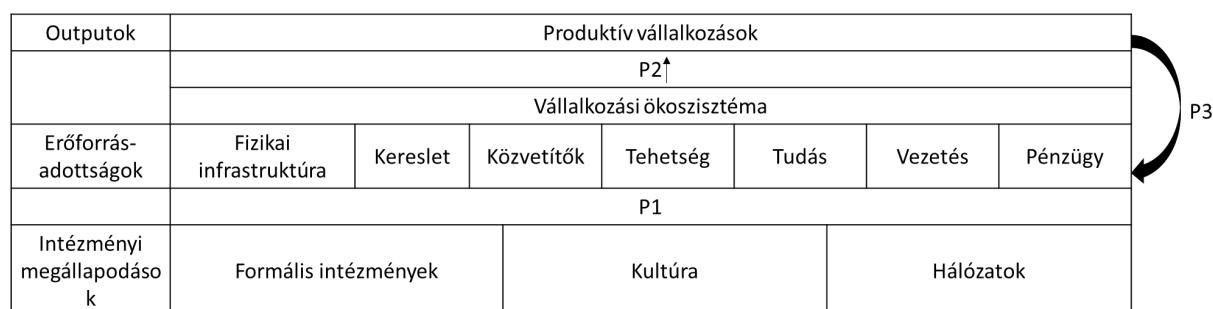 Outputok
Produktív vállalkozások
P2
Vállalkozási ökoszisztéma
P3
Erőforrás-
adottságok
Fizikai
infrastruktúra
Kereslet
Közvetítők
Tehetség
Tudás
Vezetés
Pénzügy
P1
Intézményi
megállapodáso
k
Formális intézmények
Kultúra
Hálózatok